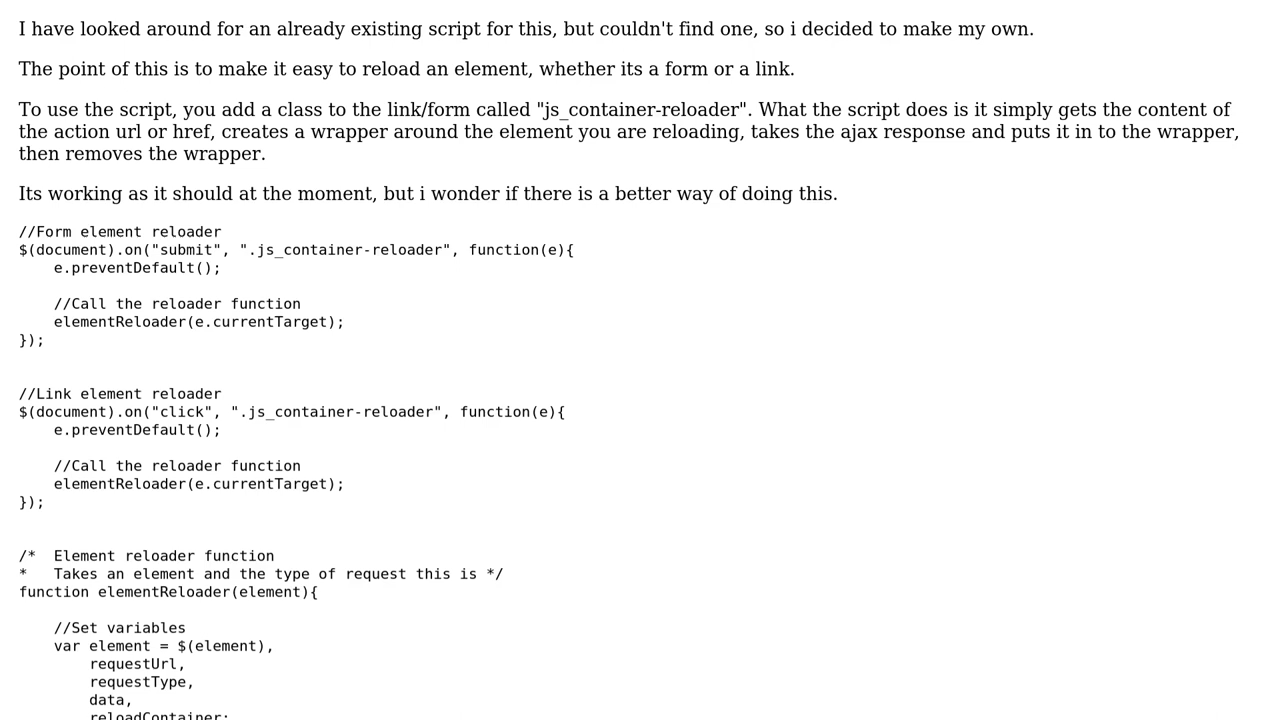 I have looked around for an already existing script for this, but couldn't find one, so i decided to make my own.
The point of this is to make it easy to reload an element, whether its a form or a link.
To use the script, you add a class to the link/form called "js_container-reloader". What the script does is it simply gets the content of
the action url or href, creates a wrapper around the element you are reloading, takes the ajax response and puts it in to the wrapper,
then removes the wrapper.
Its working as it should at the moment, but i wonder if there is a better way of doing this.
//Form element reloader
$(document).on("submit", ".js_container-reloader", function(e){
    e.preventDefault();
    //Call the reloader function
    elementReloader(e.currentTarget);
});
//Link element reloader
$(document).on("click", ".js_container-reloader", function(e){
    e.preventDefault();
    //Call the reloader function
    elementReloader(e.currentTarget);
});
/*  Element reloader function
*   Takes an element and the type of request this is */
function elementReloader(element){
    //Set variables
    var element = $(element),
        requestUrl,
        requestType,
        data,
        reloadContainer;